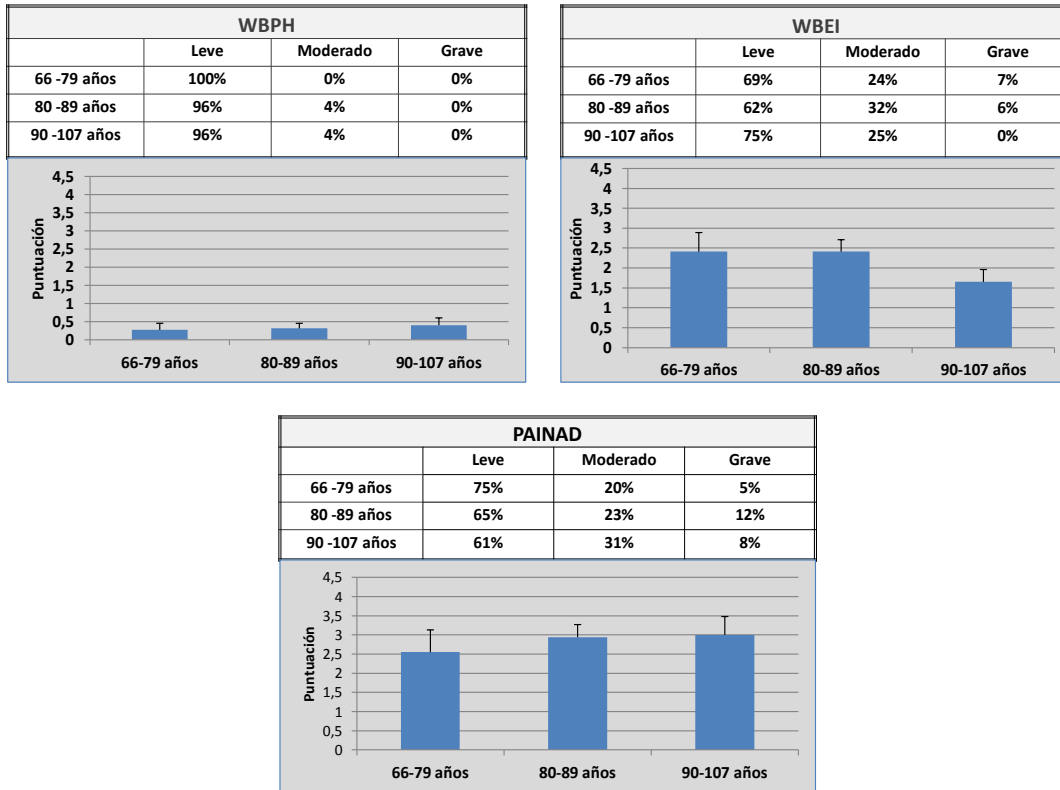 WBPH
Leve Moderado Grave
66 -79 años 100% 0% 0%
80 -89 años 96% 4% 0%
90 -107 años 96% 4% 0%
4,5
4
3,5
3
2,5
2
1,5
1
0,5
0
Puntuación
66-79 años 80-89 años 90-107 años
WBEI
Leve Moderado Grave
66 -79 años 69% 24% 7%
80 -89 años 62% 32% 6%
90 -107 años 75% 25% 0%
4,5
4
3,5
3
2,5
2
1,5
1
0,5
0
Puntuación
66-79 años 80-89 años 90-107 años
PAINAD
Leve Moderado Grave
66 -79 años 75% 20% 5%
80 -89 años 65% 23% 12%
90 -107 años 61% 31% 8%
4,5
4
3,5
3
2,5
2
1,5
1
0,5
0
Puntuación
66-79 años 80-89 años 90-107 años